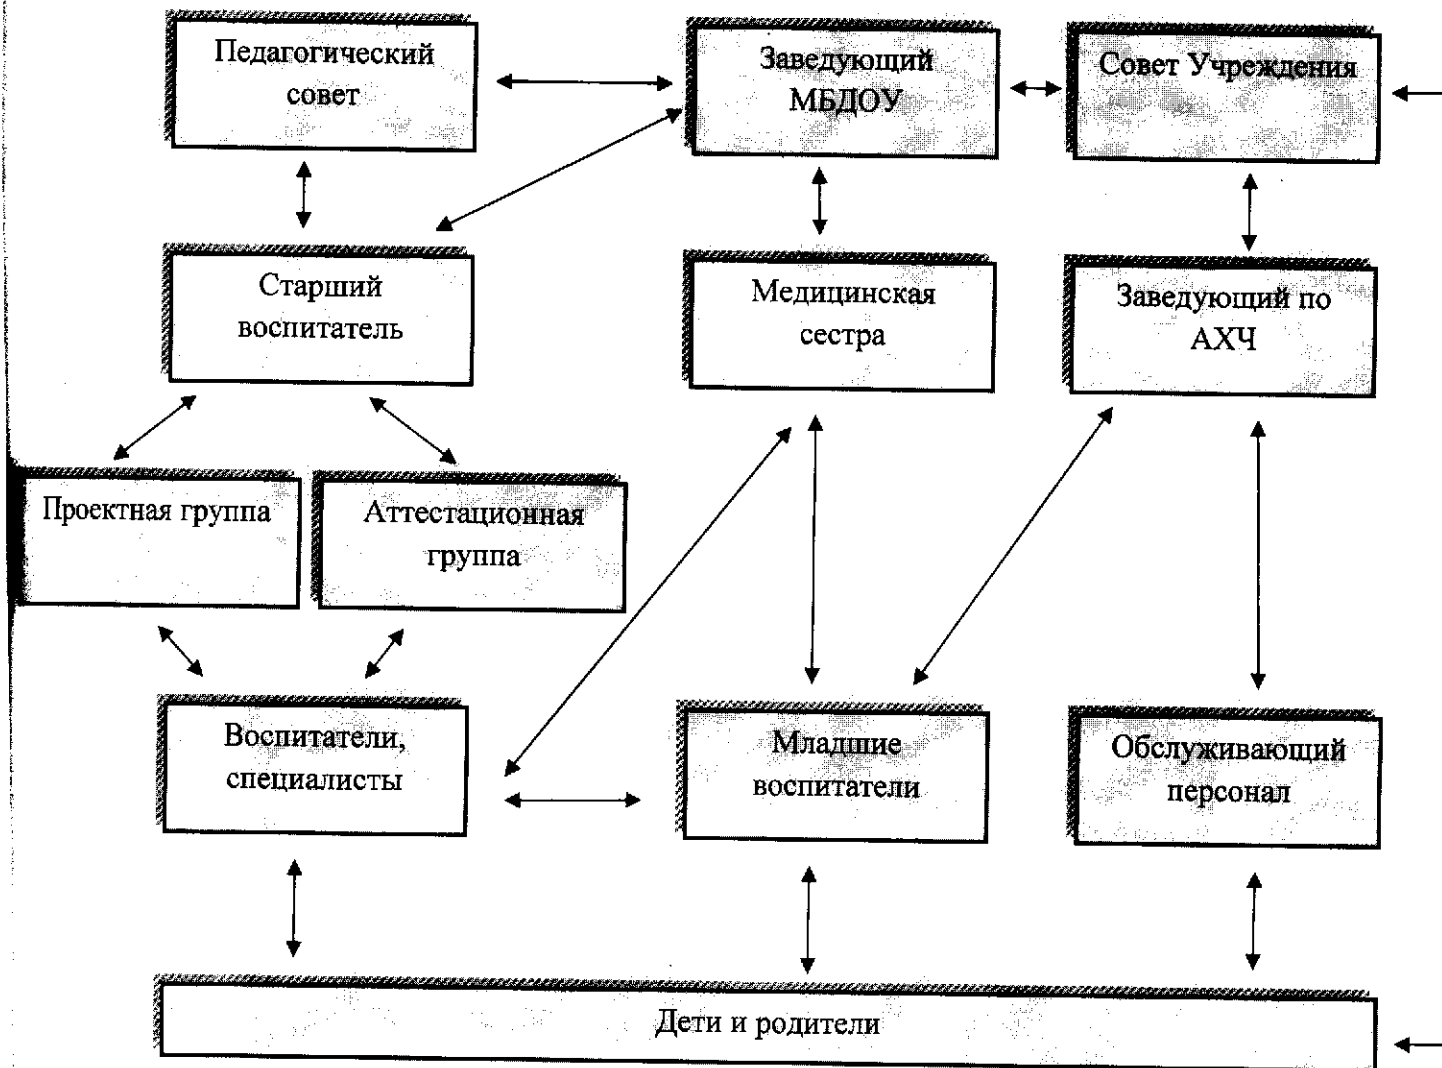 Педагогический
совет
Заведующий
МБДОУ
Совет Учреждения
Старший
воспитатель
Медицинская
сестра
Заведующий по
АХЧ
Проектная группа
Аттестационная
группа
Воспитатели,
специалисты
Младшие
воспитатели
Обслуживающий
персонал
Дети и родители